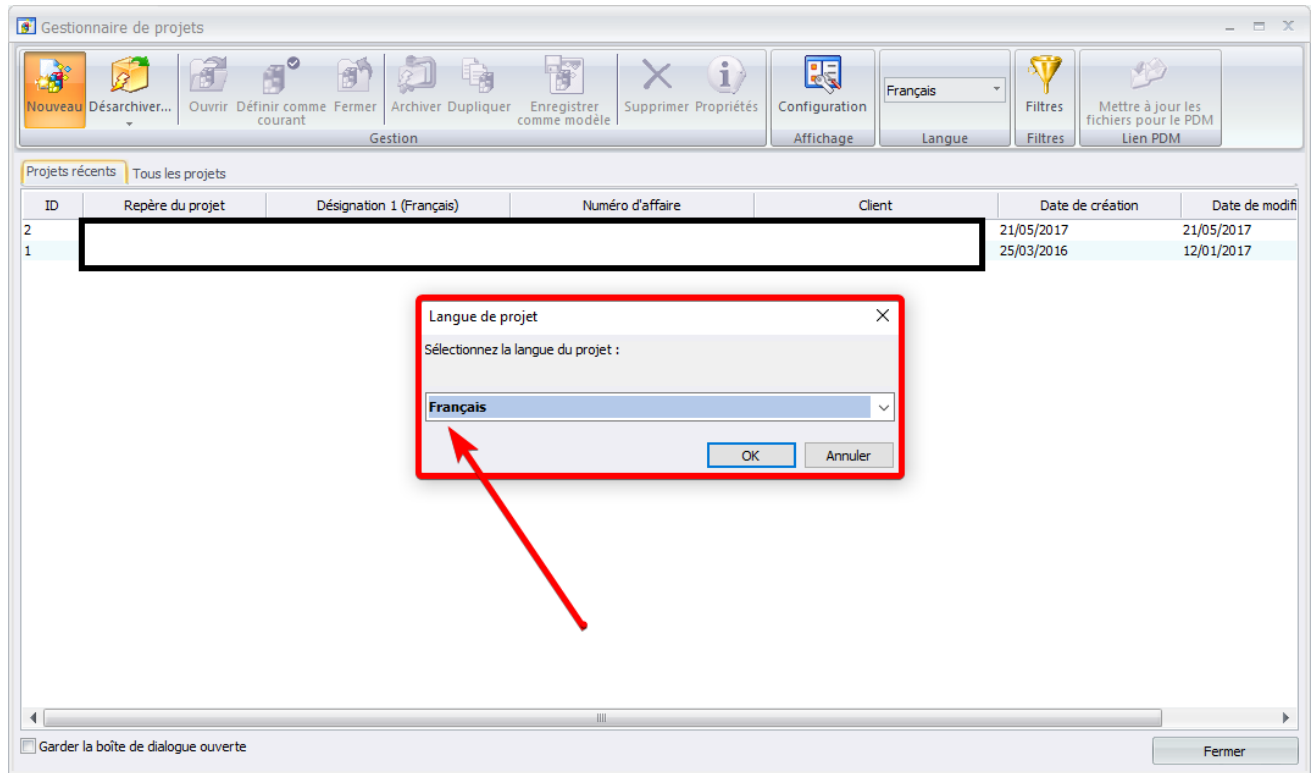 Gestionnaire de projets
Nouveau Désarchiver... Ouvrir Définir comme courant Fermer Archiver Dupliquer Enregistrer comme modèle Supprimer Propriétés Configuration Français Filtres Mettre à jour les fichiers pour le PDM
Gestion Affichage Langue Filtres Lien PDM
Projets récents Tous les projets
ID Repère du projet Désignation 1 (Français) Numéro d'affaire Client Date de création Date de modifi
2 21/05/2017 21/05/2017
1 25/03/2016 12/01/2017
Langue de projet
Sélectionnez la langue du projet :
Français
OK Annuler
Garder la boîte de dialogue ouverte Fermer